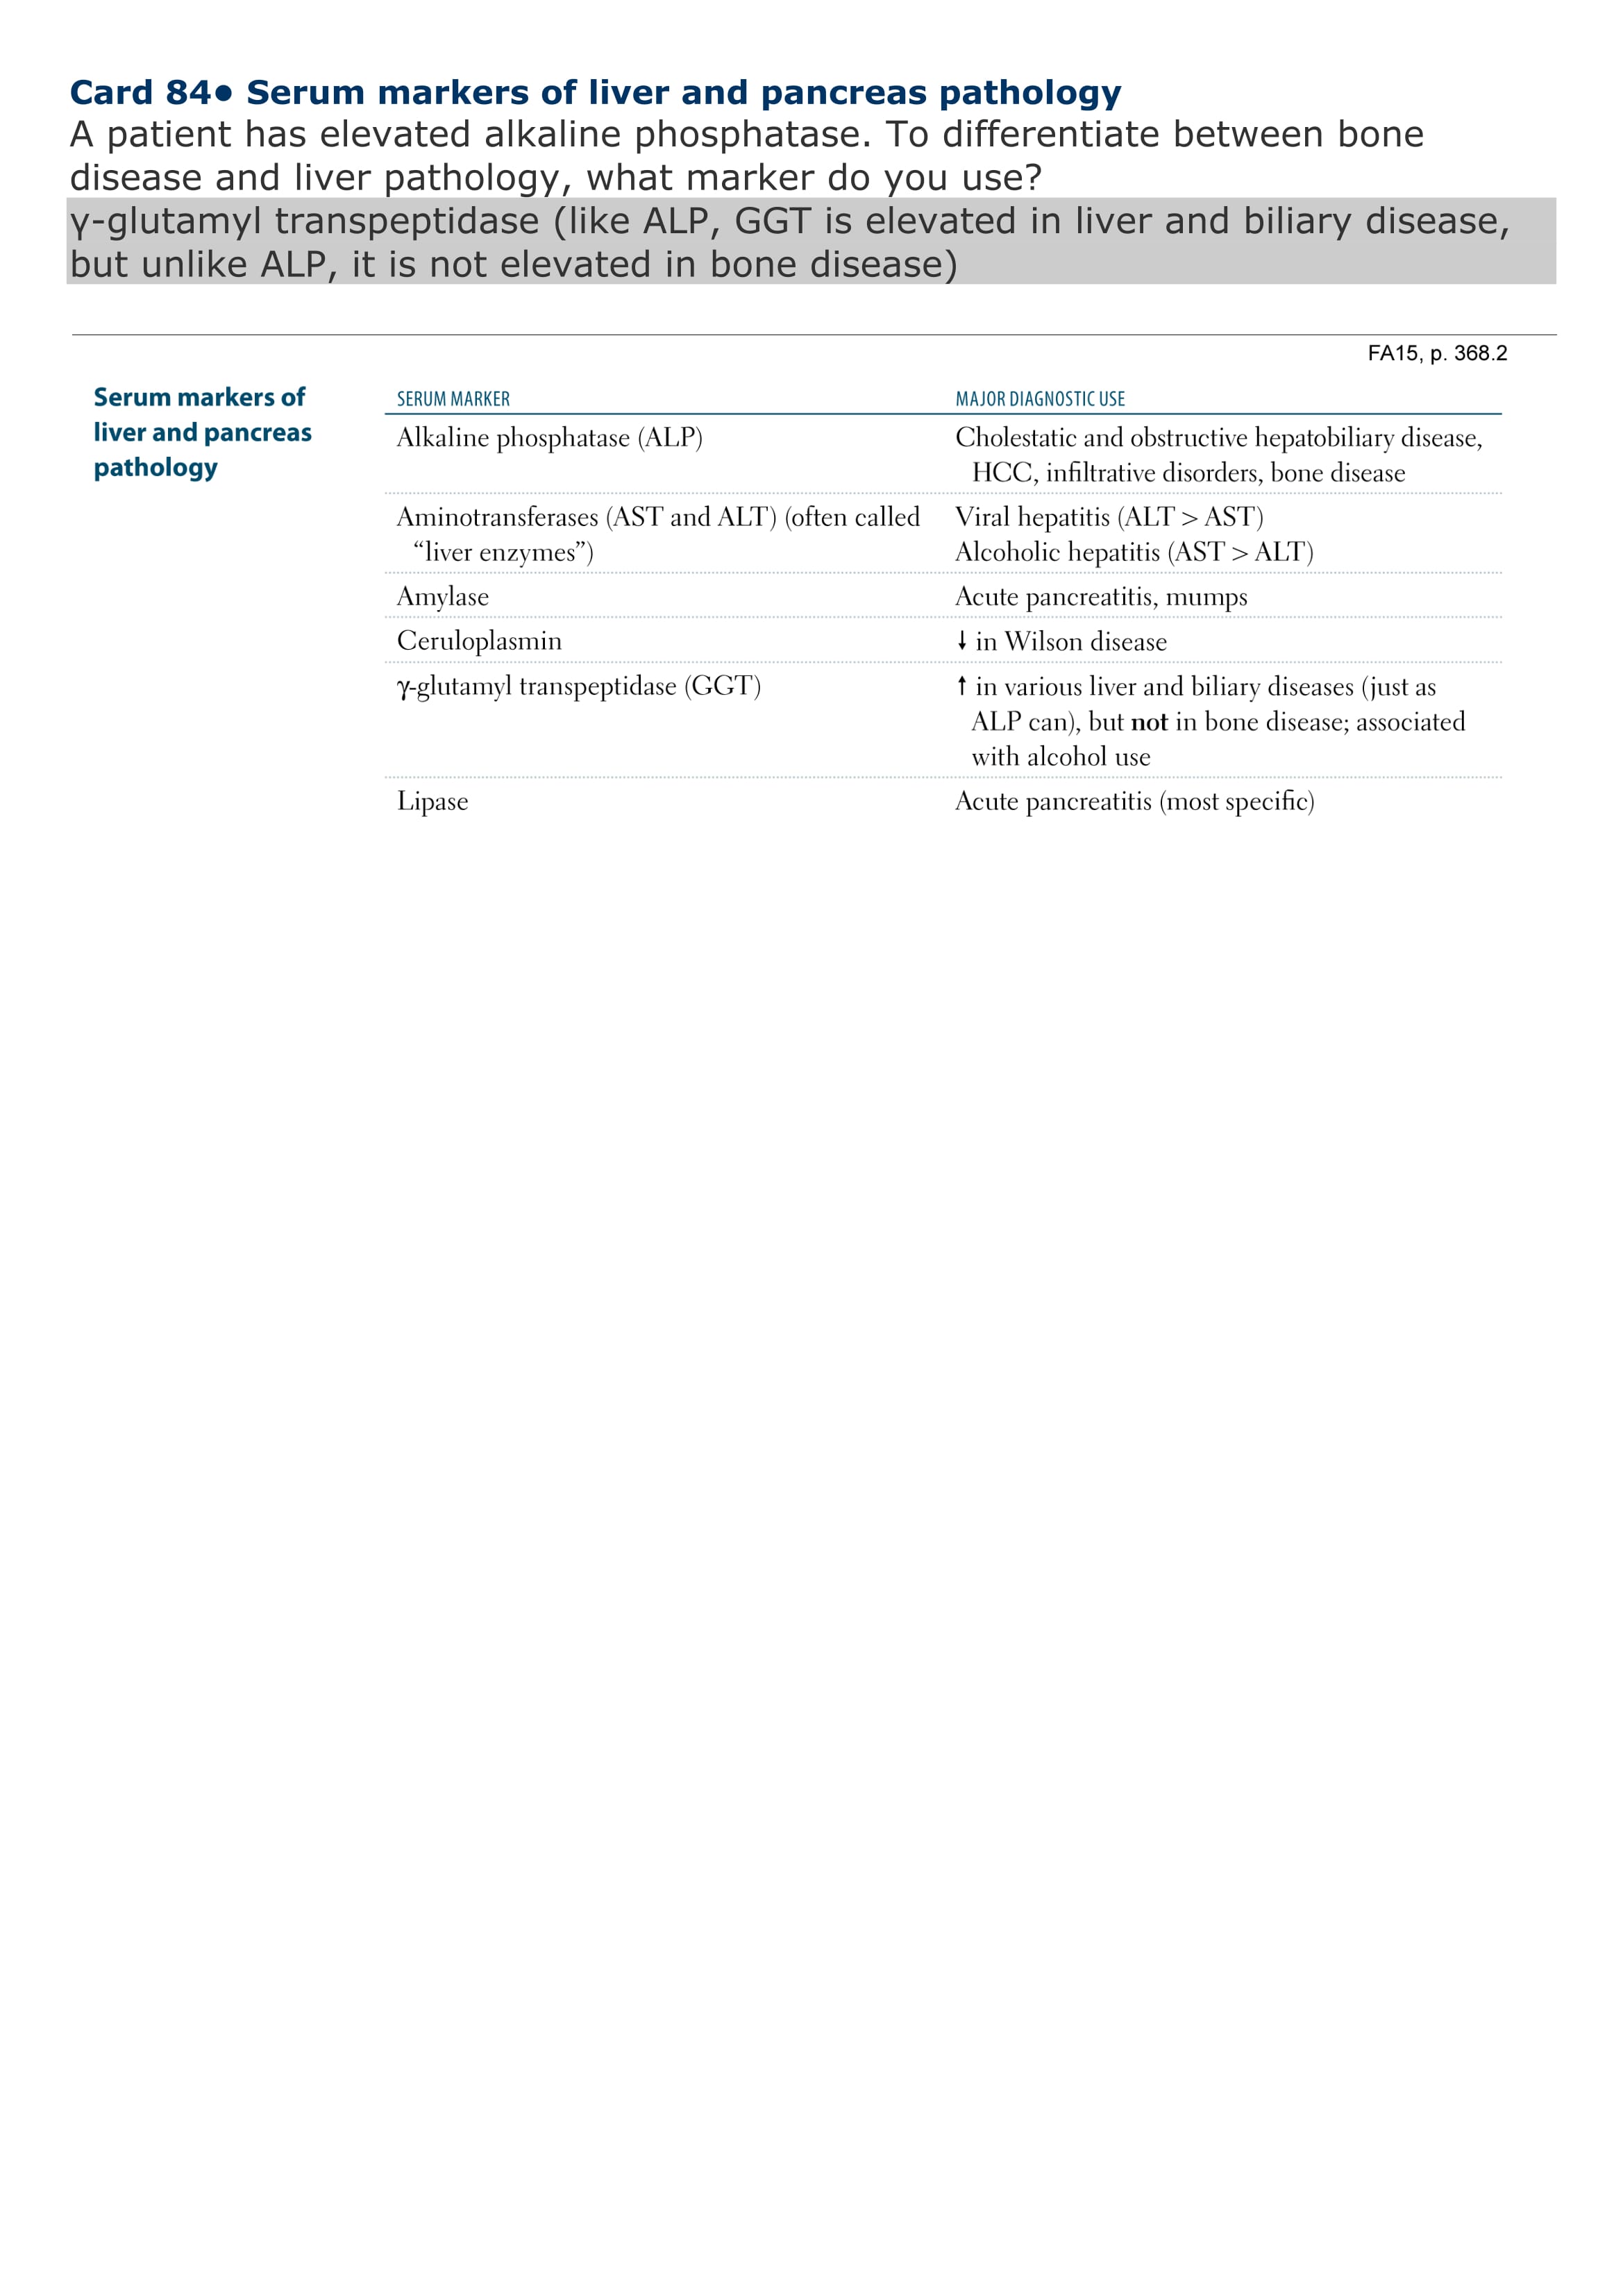 Card 84• Serum markers of liver and pancreas pathology
A patient has elevated alkaline phosphatase. To differentiate between bone
disease and liver pathology, what marker do you use?
γ-glutamyl transpeptidase (like ALP, GGT is elevated in liver and biliary disease,
but unlike ALP, it is not elevated in bone disease)
FA15, p. 368.2
Serum markers of
liver and pancreas
pathology
SERUM MARKER
MAJOR DIAGNOSTIC USE
Alkaline phosphatase (ALP)
Cholestatic and obstructive hepatobiliary disease,
HCC, infiltrative disorders, bone disease
Aminotransferases (AST and ALT) (often called
“liver enzymes”)
Viral hepatitis (ALT > AST)
Alcoholic hepatitis (AST > ALT)
Amylase
Acute pancreatitis, mumps
Ceruloplasmin
↓ in Wilson disease
γ-glutamyl transpeptidase (GGT)
↑ in various liver and biliary diseases (just as
ALP can), but not in bone disease; associated
with alcohol use
Lipase
Acute pancreatitis (most specific)